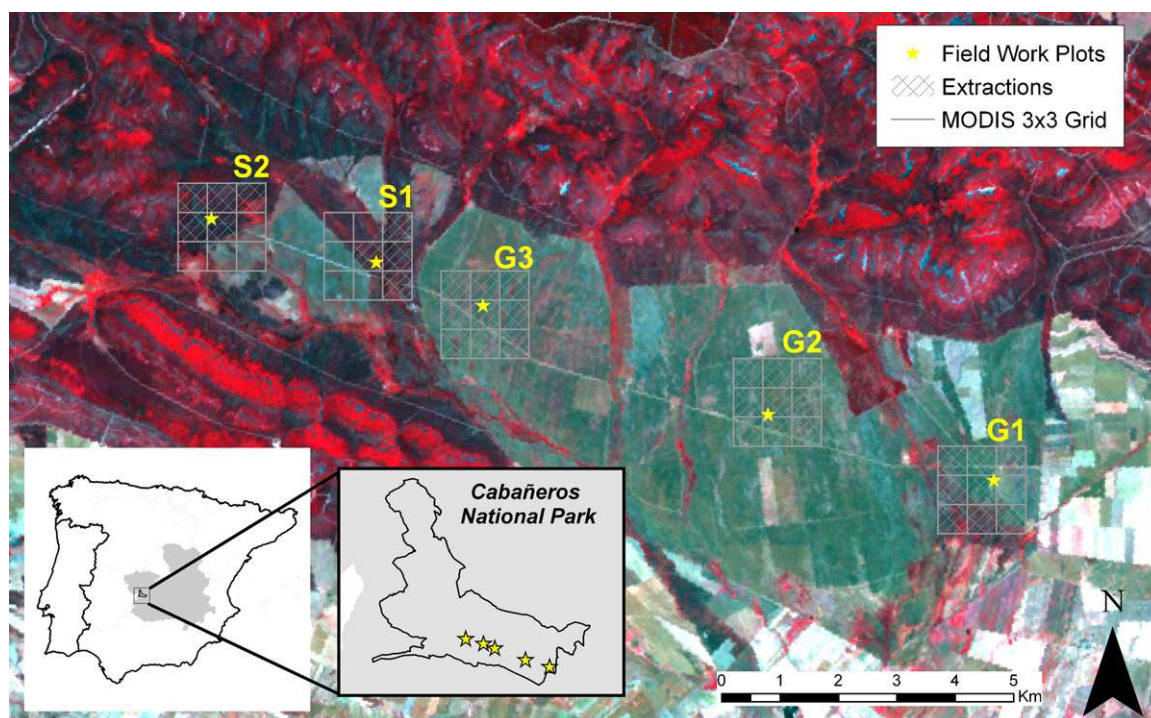 Field Work Plots
Extractions
MODIS 3x3 Grid
S2
S1
G3
G2
G1
Cabañeros
National Park
N
0 1 2 3 4 5
Km